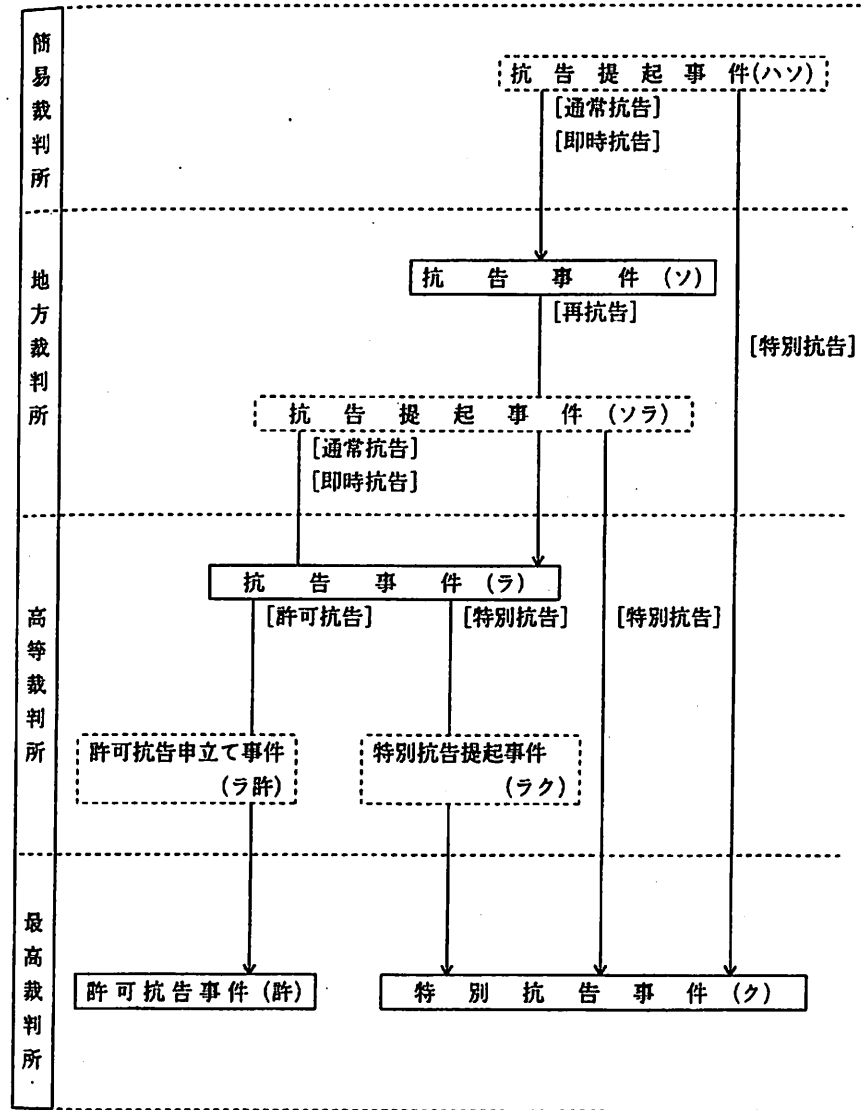 簡易裁判所
抗告提起事件(ハソ)
[通常抗告]
[即時抗告]
地方裁判所
抗告事件(ソ)
[再抗告]
[特別抗告]
抗告提起事件(ソラ)
[通常抗告]
[即時抗告]
高等裁判所
抗告事件(ラ)
[許可抗告]
[特別抗告]
[特別抗告]
許可抗告申立て事件
(ラ許)
特別抗告提起事件
(ラク)
最高裁判所
許可抗告事件(許)
特別抗告事件(ク)